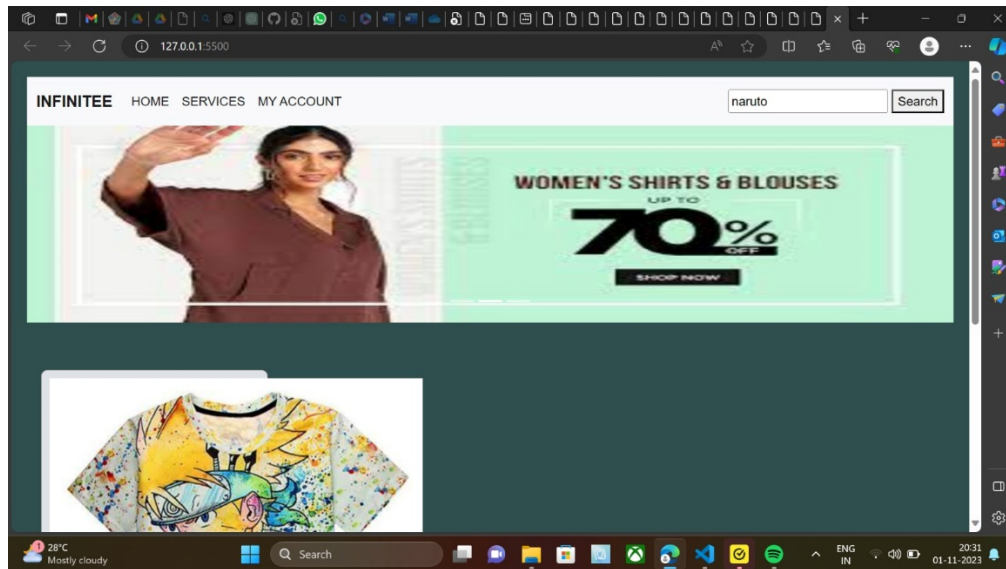 127.0.0.1:5500
INFINITEE HOME SERVICES MY ACCOUNT naruto Search
WOMEN'S SHIRTS & BLOUSES
UP TO
70%
OFF
SHOP NOW
1
28°C
Mostly cloudy
Search
ENG
IN
20:31
01-11-2023